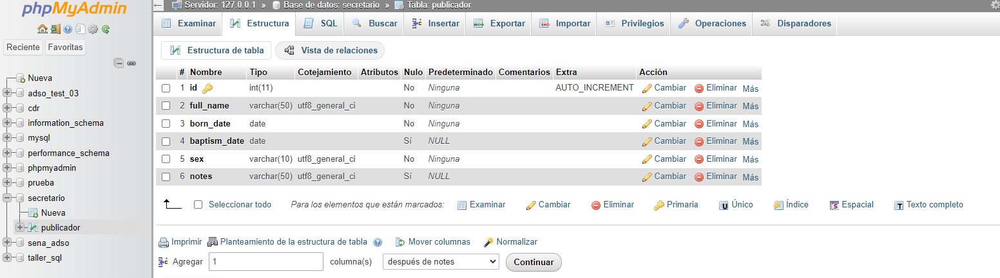 phpMyAdmin
Reciente Favoritas
Nueva
adso_test_03
cdr
information_schema
mysql
performance_schema
phpmyadmin
prueba
secretario
Nueva
publicador
sena_adso
taller_sql
Servidor: 127.0.0.1 » Base de datos: secretario » Tabla: publicador
Examinar Estructura SQL Buscar Insertar Exportar Importar Privilegios Operaciones Disparadores
Estructura de tabla Vista de relaciones
# Nombre Tipo Cotejamiento Atributos Nulo Predeterminado Comentarios Extra Acción
1 id int(11) No Ninguna AUTO_INCREMENT Cambiar Eliminar Más
2 full_name varchar(50) utf8_general_ci No Ninguna Cambiar Eliminar Más
3 born_date date No Ninguna Cambiar Eliminar Más
4 baptism_date date Sí NULL Cambiar Eliminar Más
5 sex varchar(10) utf8_general_ci No Ninguna Cambiar Eliminar Más
6 notes varchar(50) utf8_general_ci Sí NULL Cambiar Eliminar Más
Seleccionar todo Para los elementos que están marcados: Examinar Cambiar Eliminar Primaria Único Índice Espacial Texto completo
Imprimir Planteamiento de la estructura de tabla Mover columnas Normalizar
Agregar 1 columna(s) después de notes Continuar